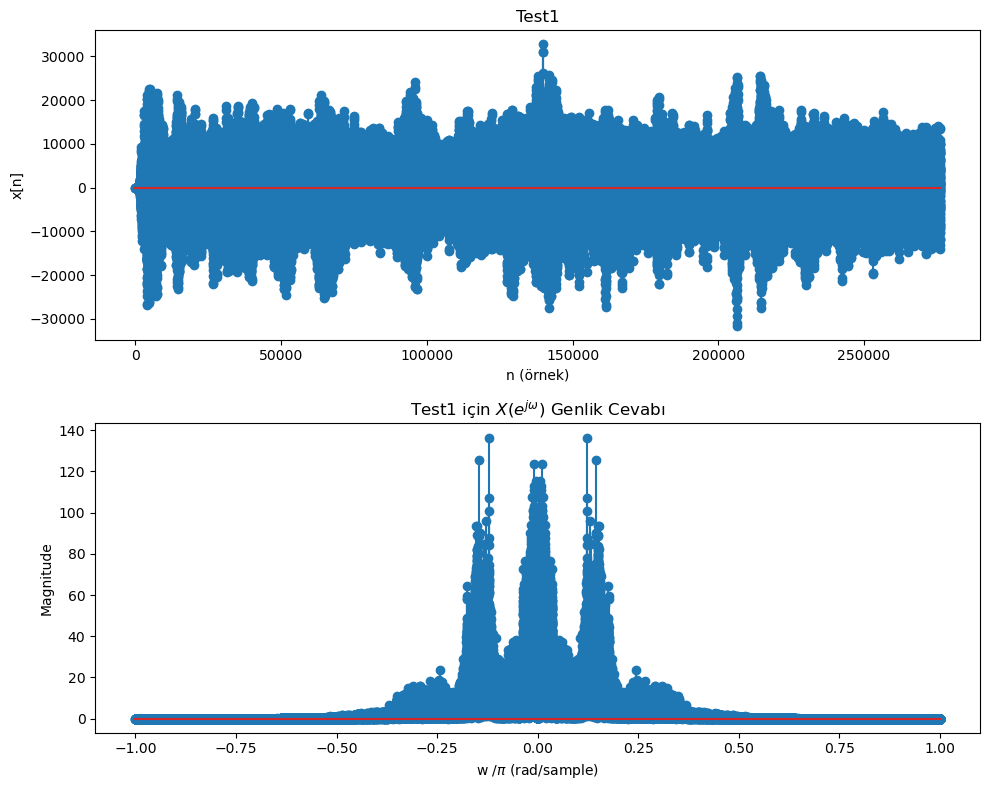 Test1
30000
20000
10000
0
−10000
−20000
−30000
x[n]
0 50000 100000 150000 200000 250000
n (örnek)
Test1 için X(e^{jω}) Genlik Cevabı
140
120
100
80
60
40
20
0
Magnitude
−1.00 −0.75 −0.50 −0.25 0.00 0.25 0.50 0.75 1.00
w /π (rad/sample)